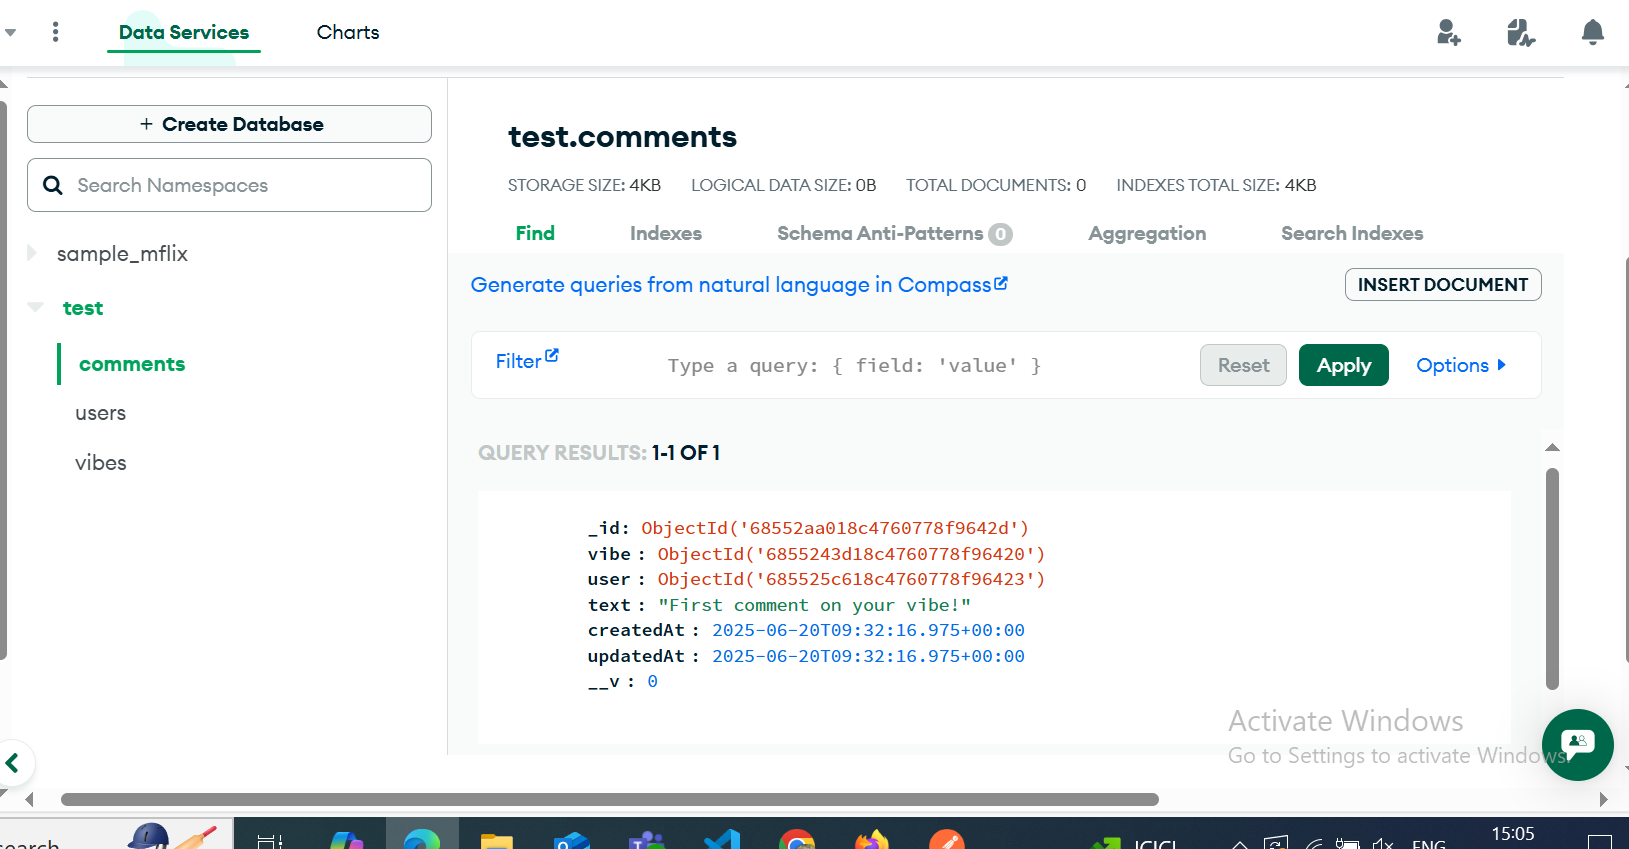 Data Services
Charts
+ Create Database
Search Namespaces
sample_mflix
test
comments
users
vibes
test.comments
STORAGE SIZE: 4KB LOGICAL DATA SIZE: 0B TOTAL DOCUMENTS: 0 INDEXES TOTAL SIZE: 4KB
Find Indexes Schema Anti-Patterns 0 Aggregation Search Indexes
Generate queries from natural language in Compass
INSERT DOCUMENT
Filter Type a query: { field: 'value' } Reset Apply Options
QUERY RESULTS: 1-1 OF 1
_id: ObjectId('68552aa018c4760778f9642d')
vibe : ObjectId('6855243d18c4760778f96420')
user : ObjectId('685525c618c4760778f96423')
text : "First comment on your vibe!"
createdAt : 2025-06-20T09:32:16.975+00:00
updatedAt : 2025-06-20T09:32:16.975+00:00
__v : 0
Activate Windows
Go to Settings to activate Windows.
15:05
ENG